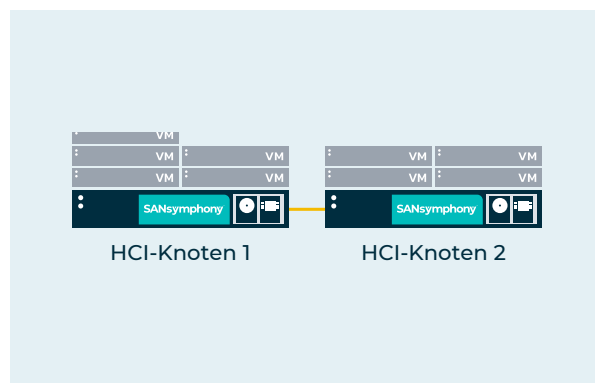 VM
VM VM VM VM
VM VM VM VM
SANsymphony SANsymphony
HCI-Knoten 1 HCI-Knoten 2